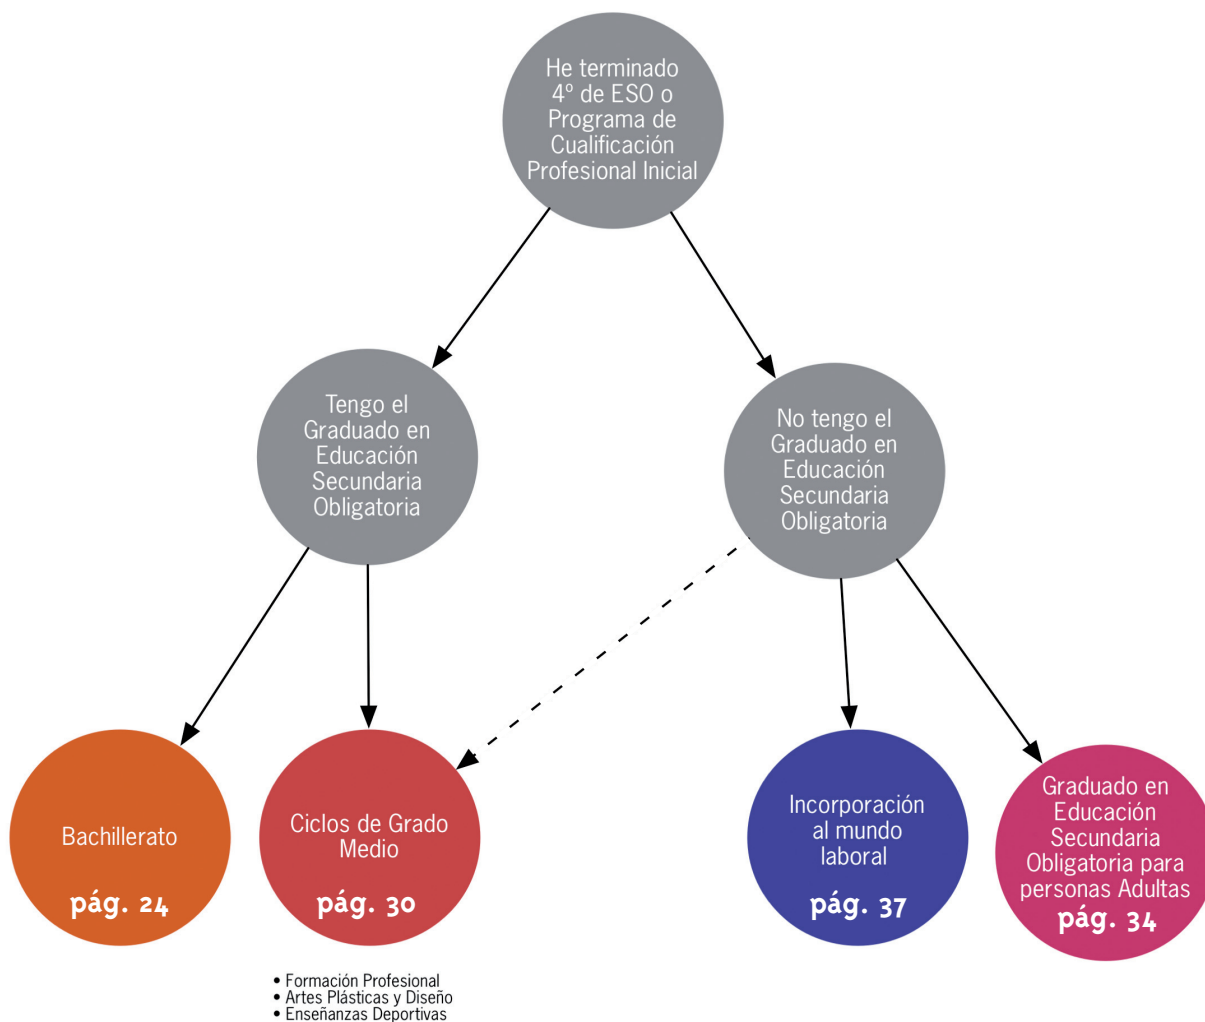 He terminado
4º de ESO o
Programa de
Cualificación
Profesional Inicial
Tengo el
Graduado en
Educación
Secundaria
Obligatoria
No tengo el
Graduado en
Educación
Secundaria
Obligatoria
Bachillerato
pág. 24
Ciclos de Grado
Medio
pág. 30
Incorporación
al mundo
laboral
pág. 37
Graduado en
Educación
Secundaria
Obligatoria para
personas Adultas
pág. 34
• Formación Profesional
• Artes Plásticas y Diseño
• Enseñanzas Deportivas